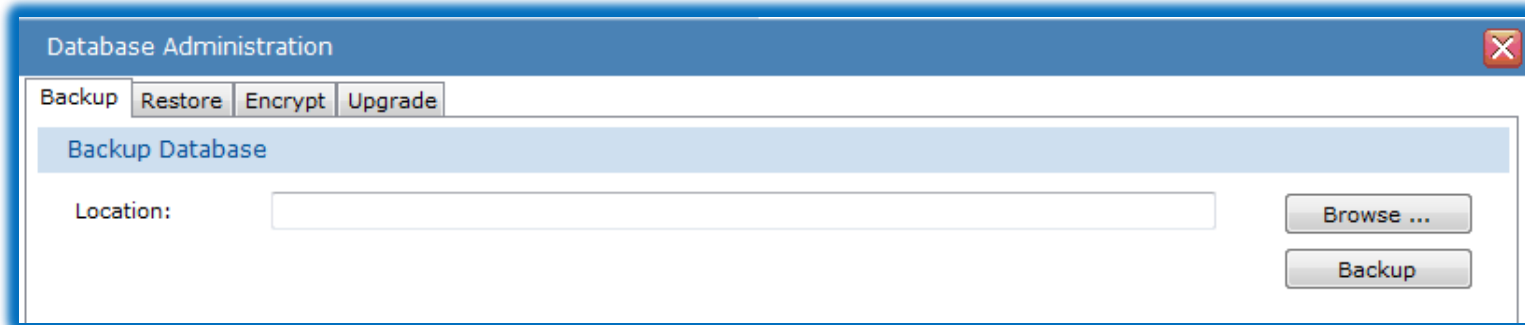 Database Administration
Backup Restore Encrypt Upgrade
Backup Database
Location: Browse ...
Backup